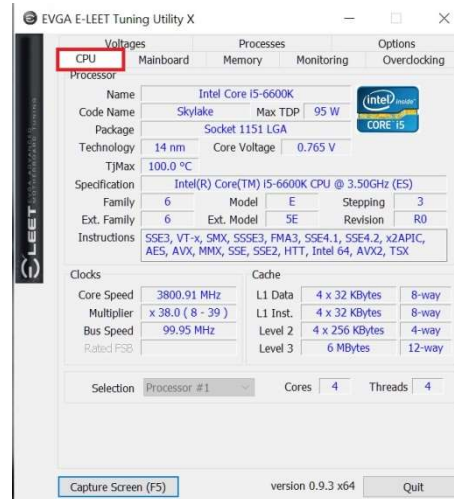 EVGA E-LEET Tuning Utility X
Voltages Processes Options
CPU Mainboard Memory Monitoring Overclocking
Processor
Name Intel Core i5-6600K
Code Name Skylake Max TDP 95 W
Package Socket 1151 LGA
Technology 14 nm Core Voltage 0.765 V
TjMax 100.0 ºC
Specification Intel(R) Core(TM) i5-6600K CPU @ 3.50GHz (ES)
Family 6 Model E Stepping 3
Ext. Family 6 Ext. Model 5E Revision R0
Instructions SSE3, VT-x, SMX, SSSE3, FMA3, SSE4.1, SSE4.2, x2APIC,
AES, AVX, MMX, SSE, SSE2, HTT, Intel 64, AVX2, TSX
(intel) inside™
CORE i5
Clocks Cache
Core Speed 3800.91 MHz L1 Data 4 x 32 KBytes 8-way
Multiplier x 38.0 ( 8 - 39 ) L1 Inst. 4 x 32 KBytes 8-way
Bus Speed 99.95 MHz Level 2 4 x 256 KBytes 4-way
Rated FSB Level 3 6 MBytes 12-way
Selection Processor #1 Cores 4 Threads 4
Capture Screen (F5) version 0.9.3 x64 Quit
ELEET